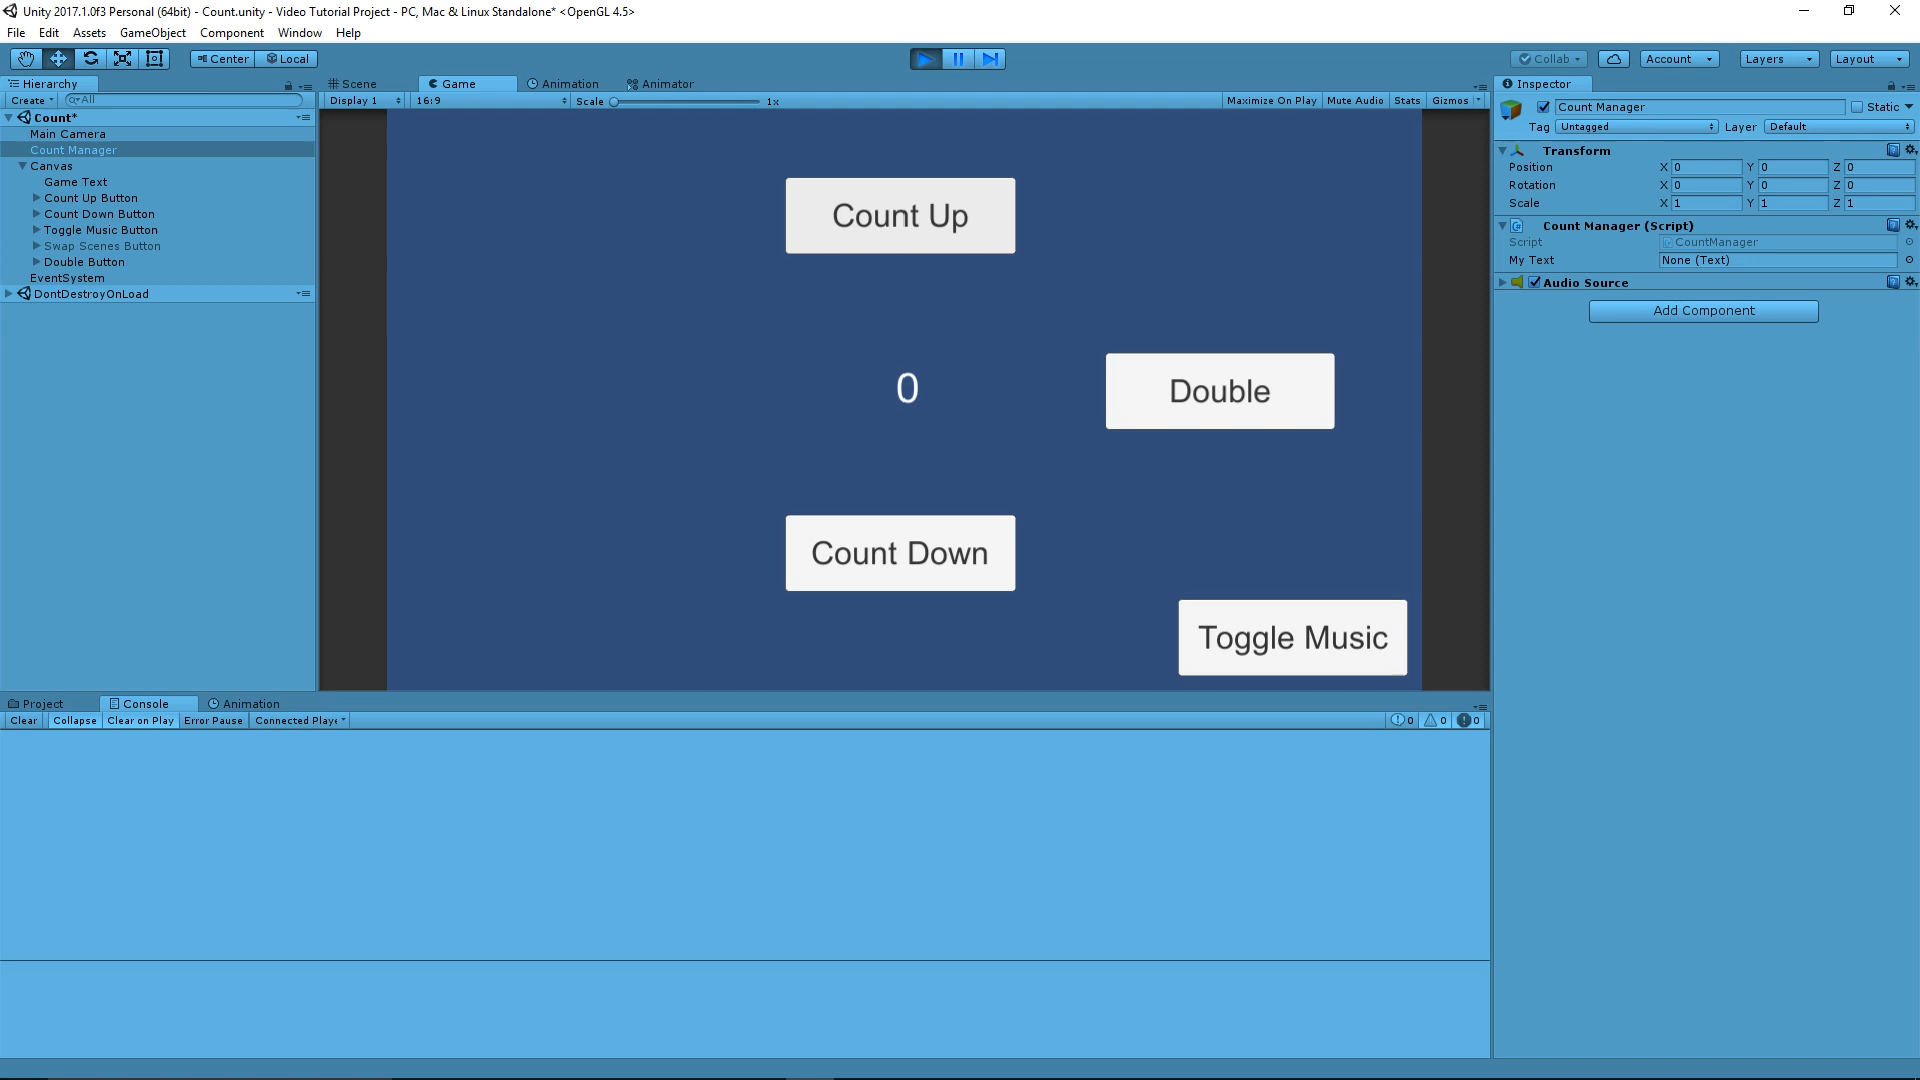 Unity 2017.1.0f3 Personal (64bit) - Count.unity - Video Tutorial Project - PC, Mac & Linux Standalone* <OpenGL 4.5>
File Edit Assets GameObject Component Window Help
Center Local Collab Account Layers Layout
Hierarchy
Create All
Count*
Main Camera
Count Manager
Canvas
Game Text
Count Up Button
Count Down Button
Toggle Music Button
Swap Scenes Button
Double Button
EventSystem
DontDestroyOnLoad
Scene Game Animation Animator
Display 1 16:9 Scale 1x Maximize On Play Mute Audio Stats Gizmos
Count Up
0
Double
Count Down
Toggle Music
Inspector
Count Manager Static
Tag Untagged Layer Default
Transform
Position X 0 Y 0 Z 0
Rotation X 0 Y 0 Z 0
Scale X 1 Y 1 Z 1
Count Manager (Script)
Script CountManager
My Text None (Text)
Audio Source
Add Component
Project Console Animation
Clear Collapse Clear on Play Error Pause Connected Playe 0 0 0